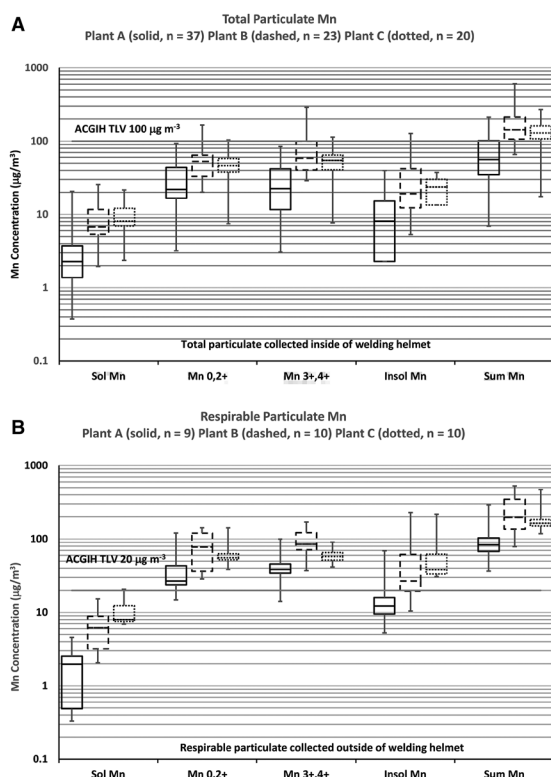 A
Total Particulate Mn
Plant A (solid, n = 37) Plant B (dashed, n = 23) Plant C (dotted, n = 20)
1000
ACGIH TLV 100 µg m⁻³
100
10
1
0.1
Mn Concentration (µg/m³)
Total particulate collected inside of welding helmet
Sol Mn Mn 0,2+ Mn 3+,4+ Insol Mn Sum Mn
B
Respirable Particulate Mn
Plant A (solid, n = 9) Plant B (dashed, n = 10) Plant C (dotted, n = 10)
1000
100
ACGIH TLV 20 µg m⁻³
10
1
0.1
Mn Concentration (µg/m³)
Respirable particulate collected outside of welding helmet
Sol Mn Mn 0,2+ Mn 3+,4+ Insol Mn Sum Mn